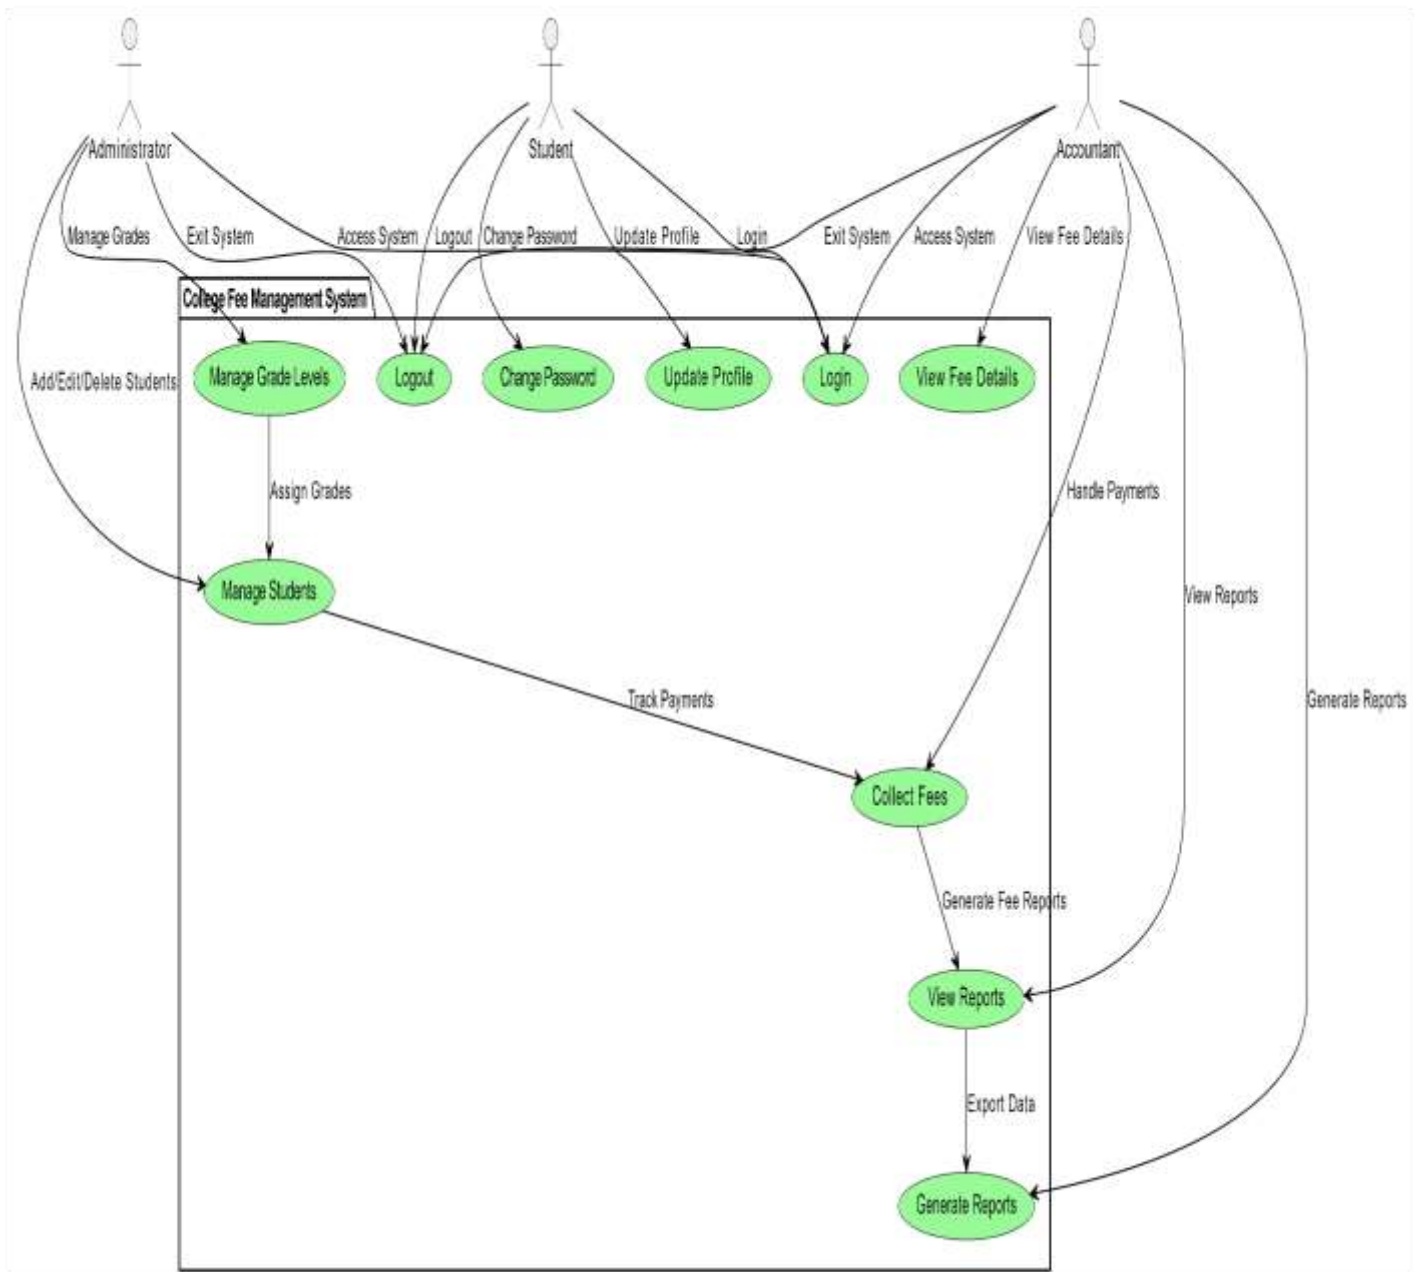 Administrator
Student
Accountant
Manage Grades
Exit System
Access System
Logout
Change Password
Update Profile
Login
Exit System
Access System
View Fee Details
College Fee Management System
Manage Grade Levels
Logout
Change Password
Update Profile
Login
View Fee Details
Add/Edit/Delete Students
Assign Grades
Handle Payments
Manage Students
View Reports
Track Payments
Generate Reports
Collect Fees
Generate Fee Reports
View Reports
Export Data
Generate Reports